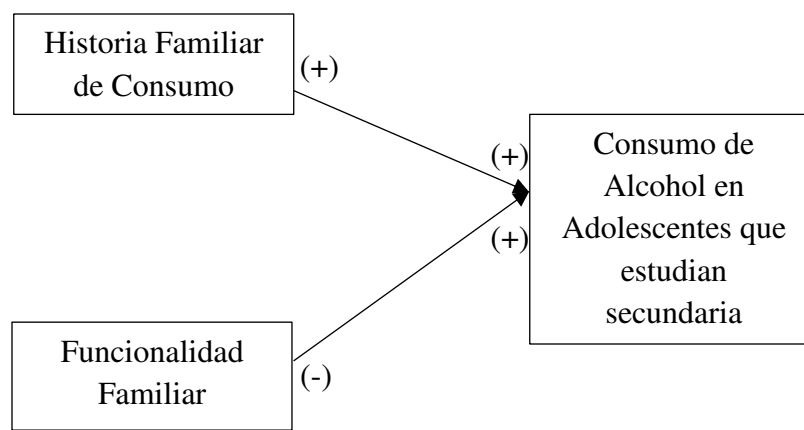 Historia Familiar
de Consumo
(+)
(+)
(+)
Consumo de
Alcohol en
Adolescentes que
estudian
secundaria
Funcionalidad
Familiar
(-)